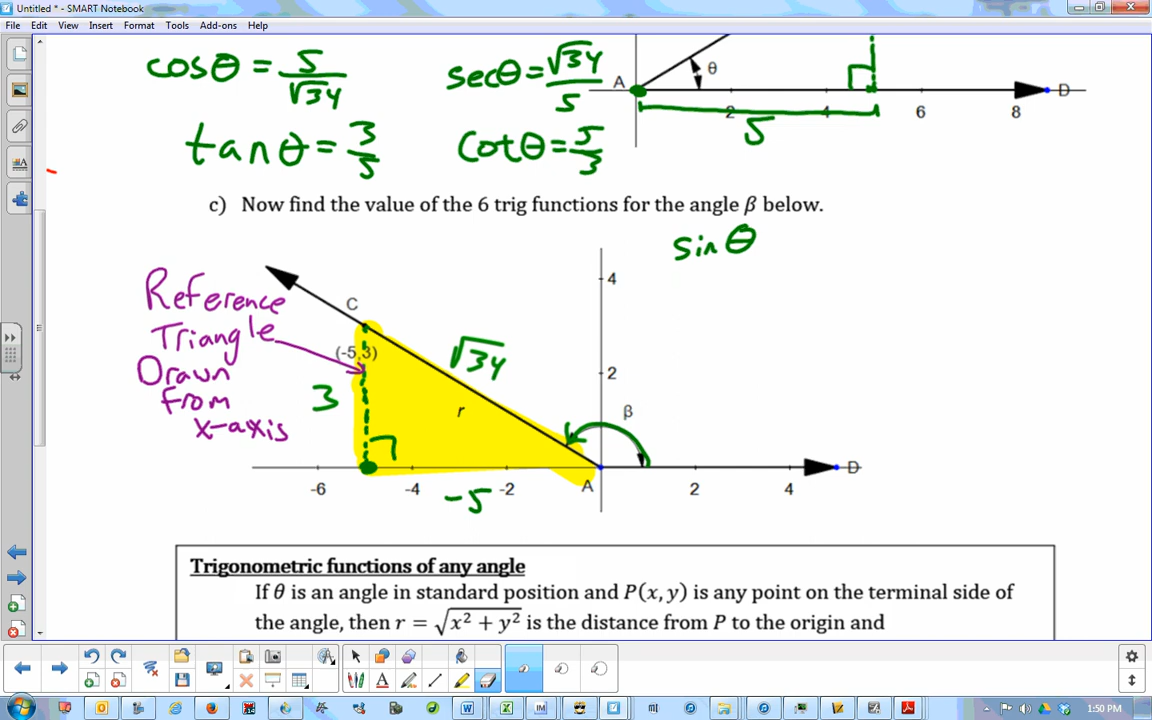 Untitled * - SMART Notebook
File Edit View Insert Format Tools Add-ons Help
cosθ = 5/√34
secθ = √34/5
A θ D
2 4 6 8
5
tanθ = 3/5
cotθ = 5/3
c) Now find the value of the 6 trig functions for the angle β below.
sin θ
4
Reference
Triangle
Drawn
from
x-axis
C
(-5,3)
√34
2
3
r
β
D
-6 -4 -2 A 2 4
-5
Trigonometric functions of any angle
If θ is an angle in standard position and P(x, y) is any point on the terminal side of
the angle, then r = √x² + y² is the distance from P to the origin and
1:50 PM